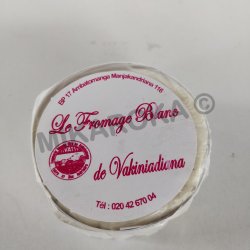 BP 17 Ambatomanga Manjakandriana 116
Le Fromage Blanc
de Vakiniadiana
Tél : 020 42 670 04
MIKAROKA ©